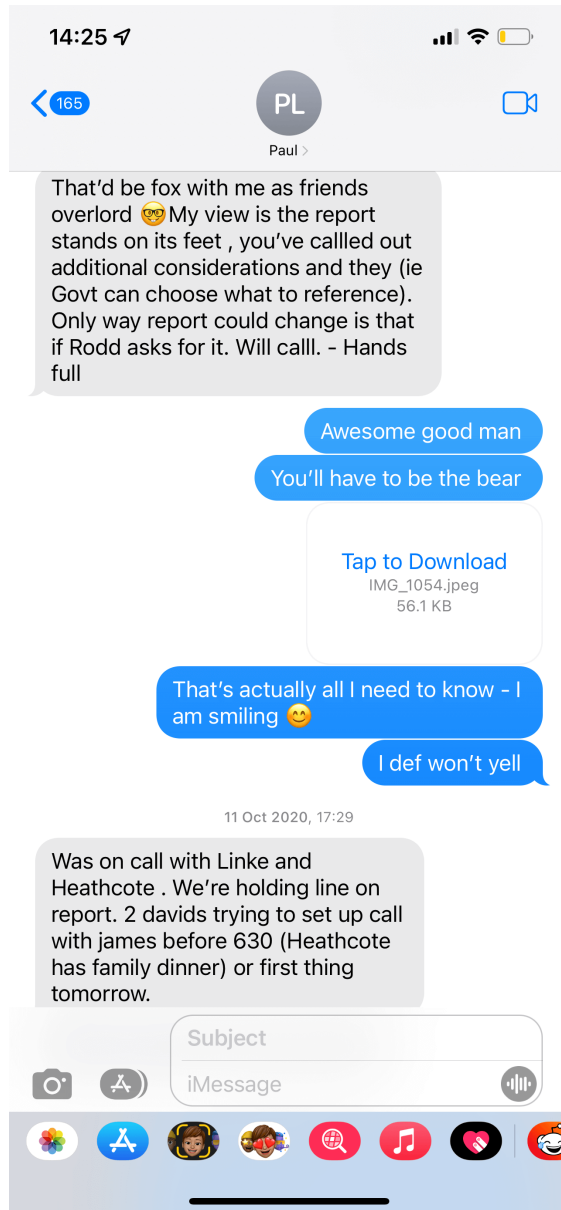 14:25
165
PL
Paul
That’d be fox with me as friends
overlord 🤓My view is the report
stands on its feet , you’ve callled out
additional considerations and they (ie
Govt can choose what to reference).
Only way report could change is that
if Rodd asks for it. Will calll. - Hands
full
Awesome good man
You’ll have to be the bear
Tap to Download
IMG_1054.jpeg
56.1 KB
That’s actually all I need to know - I
am smiling 😊
I def won’t yell
11 Oct 2020, 17:29
Was on call with Linke and
Heathcote . We’re holding line on
report. 2 davids trying to set up call
with james before 630 (Heathcote
has family dinner) or first thing
tomorrow.
Subject
iMessage